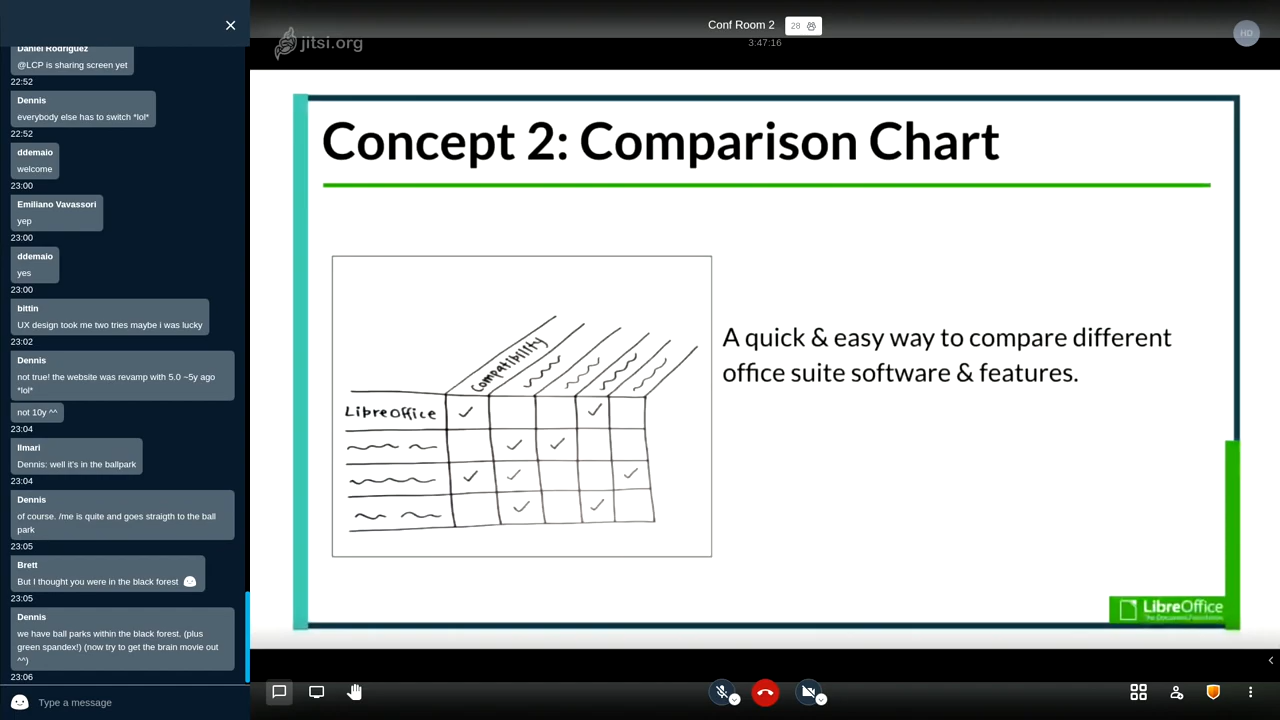 Daniel Rodriguez
@LCP is sharing screen yet
22:52
Dennis
everybody else has to switch *lol*
22:52
ddemaio
welcome
23:00
Emiliano Vavassori
yep
23:00
ddemaio
yes
23:00
bittin
UX design took me two tries maybe i was lucky
23:02
Dennis
not true! the website was revamp with 5.0 ~5y ago
*lol*
not 10y ^^
23:04
Ilmari
Dennis: well it's in the ballpark
23:04
Dennis
of course. /me is quite and goes straigth to the ball
park
23:05
Brett
But I thought you were in the black forest
23:05
Dennis
we have ball parks within the black forest. (plus
green spandex!) (now try to get the brain movie out
^^)
23:06
Type a message
Conf Room 2 28
3:47:16
jitsi.org
HD
Concept 2: Comparison Chart
Compatibility
LibreOffice
A quick & easy way to compare different
office suite software & features.
LibreOffice
The Document Foundation